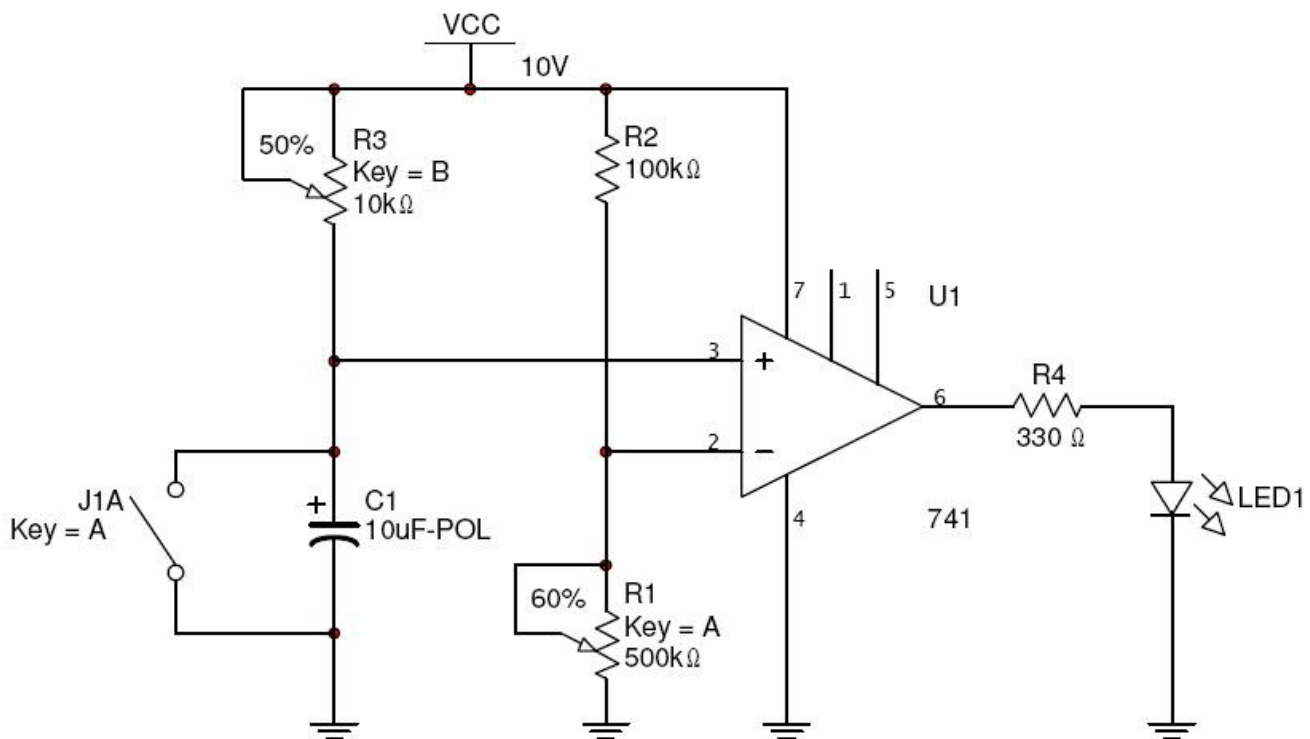 VCC
10V
50%
R3
Key = B
10kΩ
R2
100kΩ
7
1
5
U1
3
+
2
−
6
4
741
R4
330 Ω
LED1
J1A
Key = A
+
C1
10uF-POL
60%
R1
Key = A
500kΩ